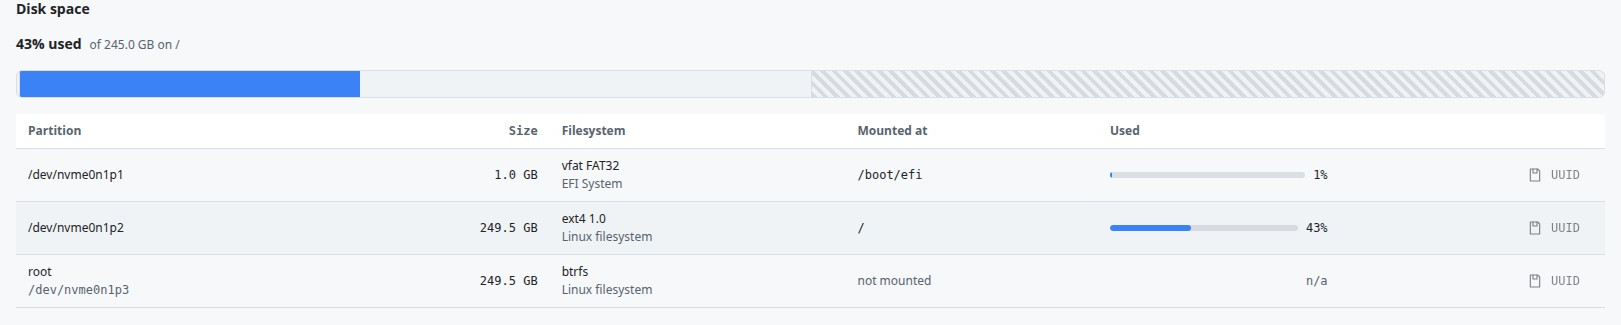 Disk space
43% used of 245.0 GB on /
Partition Size Filesystem Mounted at Used
/dev/nvme0n1p1 1.0 GB vfat FAT32 /boot/efi 1% UUID
EFI System
/dev/nvme0n1p2 249.5 GB ext4 1.0 / 43% UUID
Linux filesystem
root 249.5 GB btrfs not mounted n/a UUID
/dev/nvme0n1p3 Linux filesystem